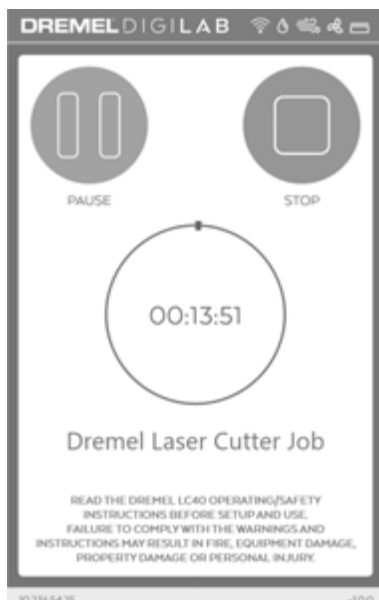 DREMEL DIGILAB
PAUSE STOP
00:13:51
Dremel Laser Cutter Job
READ THE DREMEL LC40 OPERATING/SAFETY
INSTRUCTIONS BEFORE SETUP AND USE.
FAILURE TO COMPLY WITH THE WARNINGS AND
INSTRUCTIONS MAY RESULT IN FIRE, EQUIPMENT DAMAGE,
PROPERTY DAMAGE OR PERSONAL INJURY.